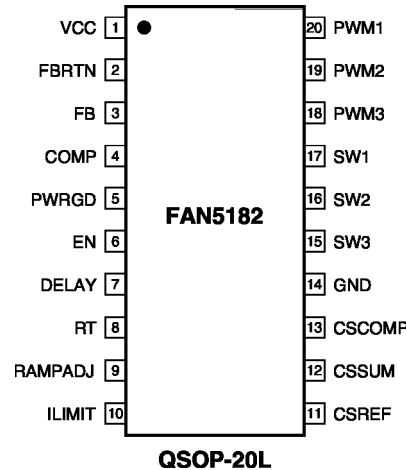 VCC 1 20 PWM1
FBRTN 2 19 PWM2
FB 3 18 PWM3
COMP 4 17 SW1
PWRGD 5 16 SW2
FAN5182
EN 6 15 SW3
DELAY 7 14 GND
RT 8 13 CSCOMP
RAMPADJ 9 12 CSSUM
ILIMIT 10 11 CSREF
QSOP-20L